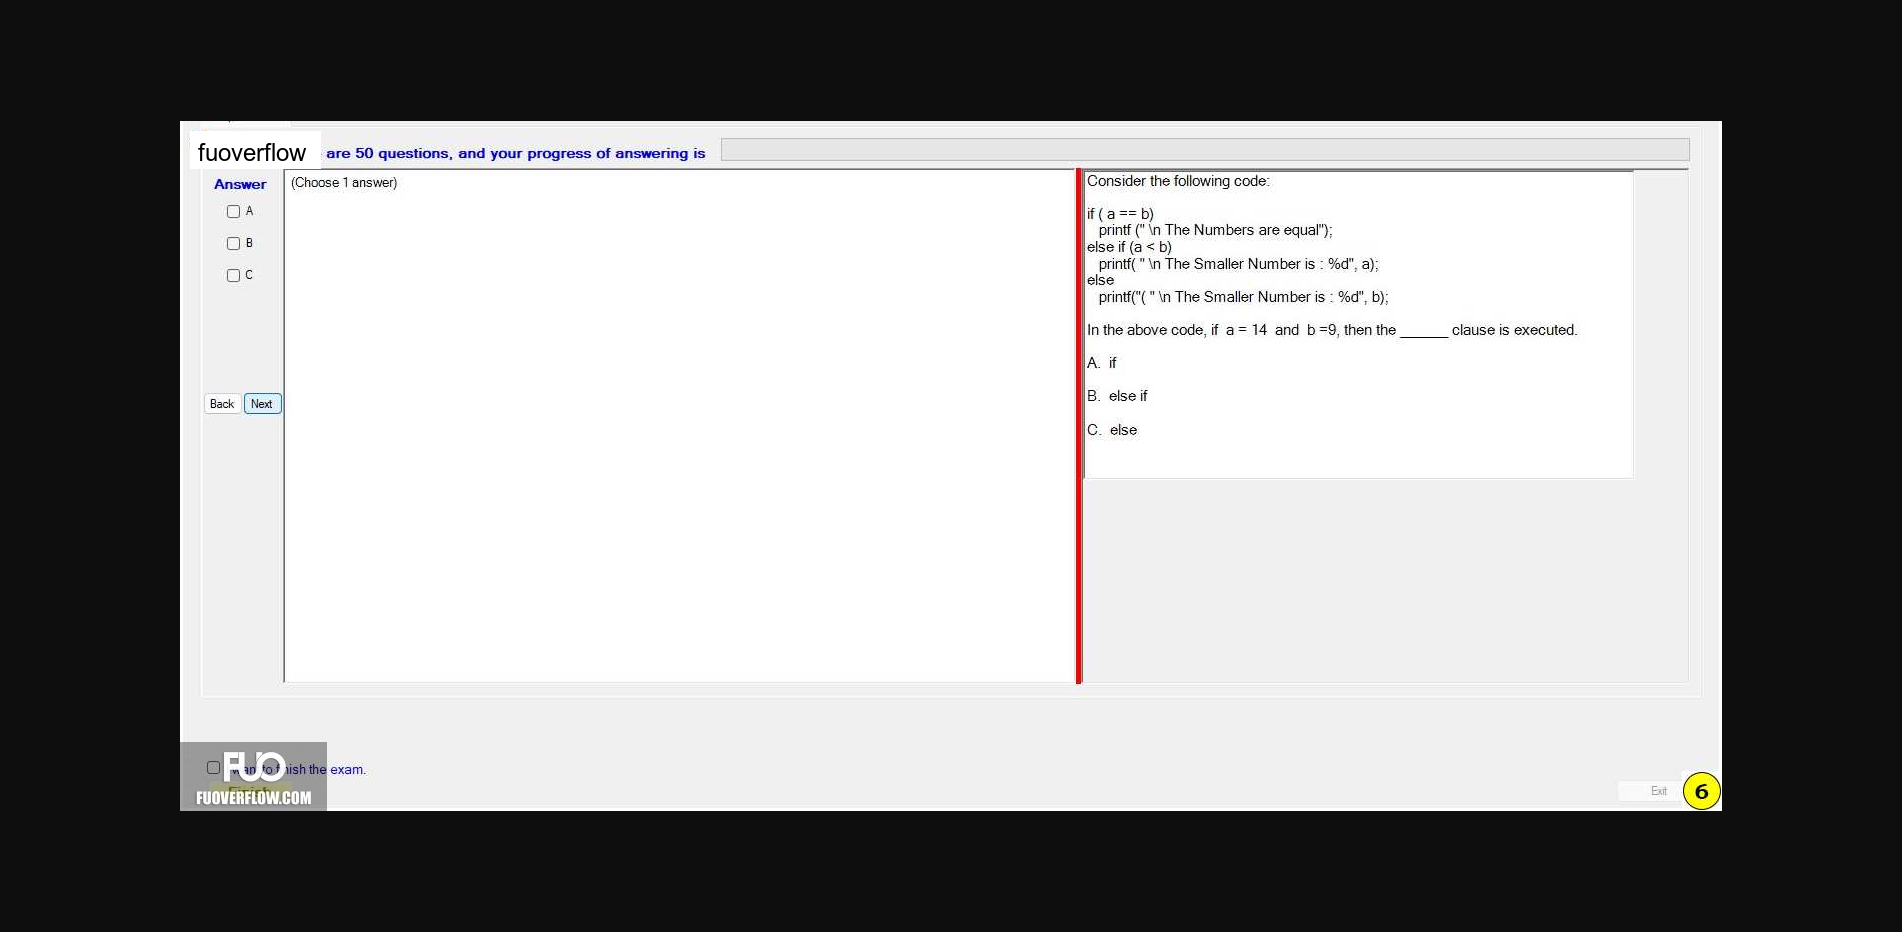 fuoverflow are 50 questions, and your progress of answering is
Answer
(Choose 1 answer)
A
B
C
Back Next
Consider the following code:
if ( a == b)
printf (" \n The Numbers are equal");
else if (a < b)
printf( " \n The Smaller Number is : %d", a);
else
printf("( " \n The Smaller Number is : %d", b);
In the above code, if a = 14 and b =9, then the ______ clause is executed.
A. if
B. else if
C. else
FUO
to finish the exam.
Finish
FUOVERFLOW.COM
Exit
6